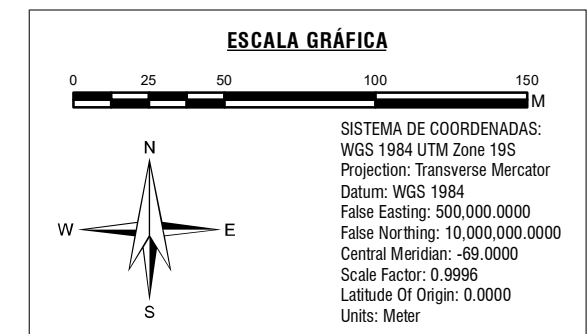 ESCALA GRÁFICA
0 25 50 100 150
M
SISTEMA DE COORDENADAS:
WGS 1984 UTM Zone 19S
Projection: Transverse Mercator
Datum: WGS 1984
False Easting: 500,000.0000
False Northing: 10,000,000.0000
Central Meridian: -69.0000
Scale Factor: 0.9996
Latitude Of Origin: 0.0000
Units: Meter
N
W E
S